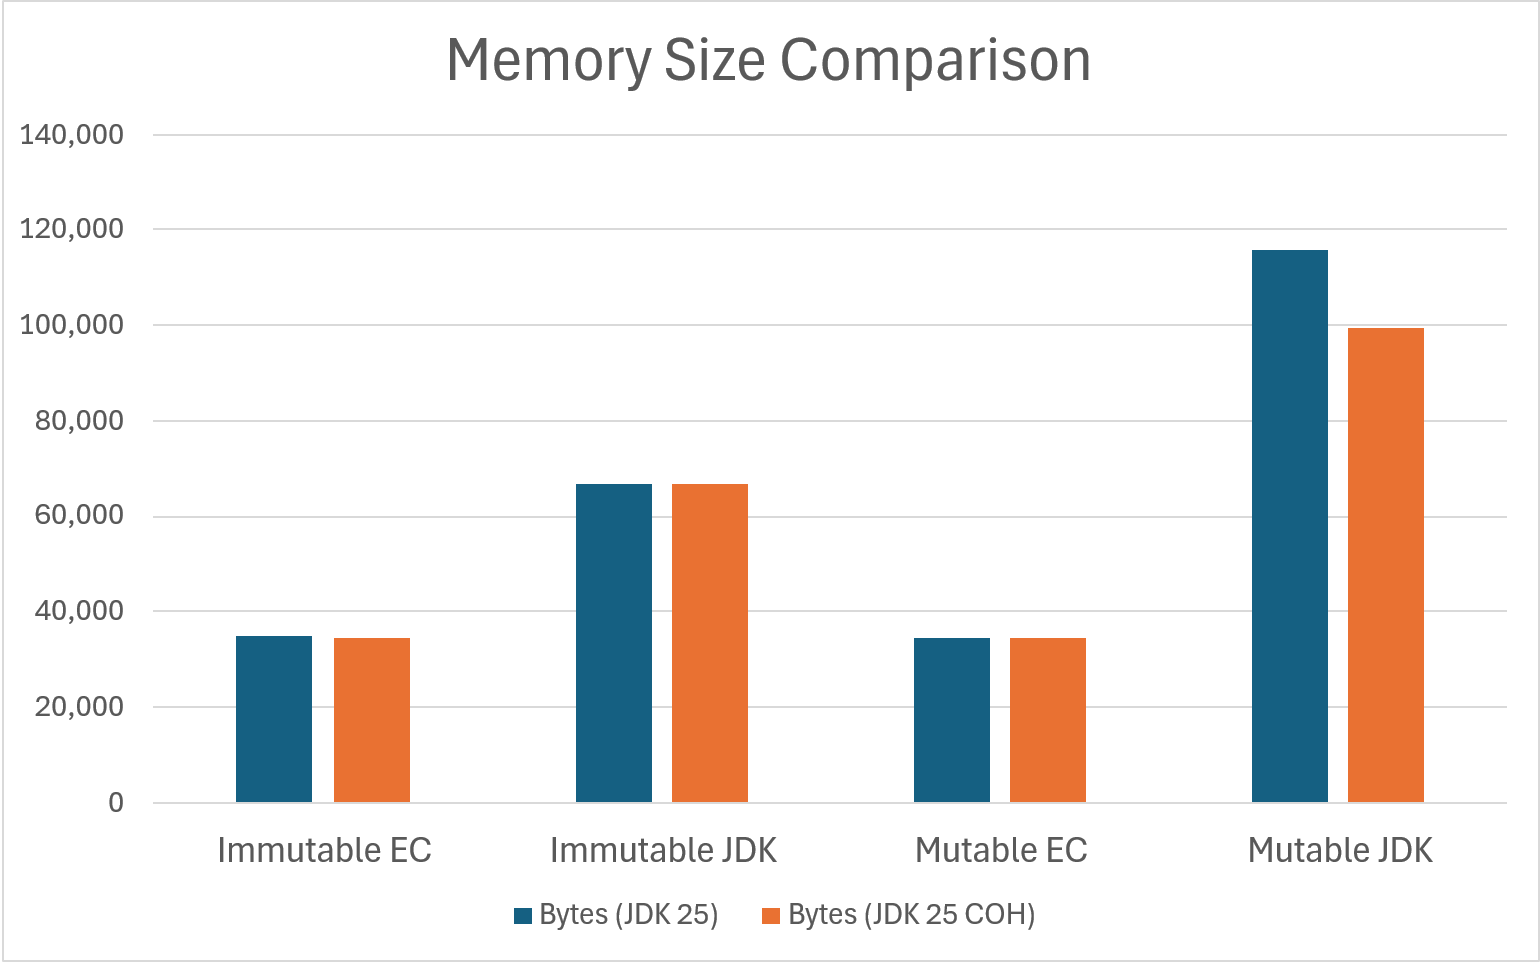 Memory Size Comparison
140,000
120,000
100,000
80,000
60,000
40,000
20,000
0
Immutable EC Immutable JDK Mutable EC Mutable JDK
Bytes (JDK 25) Bytes (JDK 25 COH)